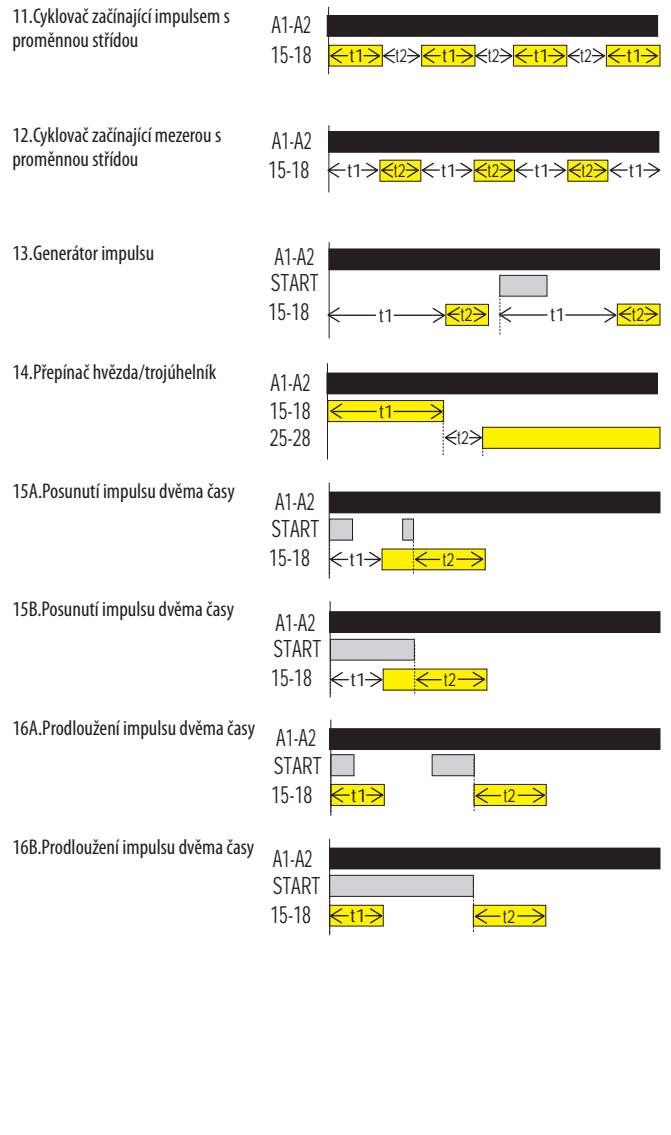 11.Cyklovač začínající impulsem s
proměnnou střídou
A1-A2
15-18 t1 t2 t1 t2 t1 t2 t1
12.Cyklovač začínající mezerou s
proměnnou střídou
A1-A2
15-18 t1 t2 t1 t2 t1 t2 t1
13.Generátor impulsu
A1-A2
START
15-18 t1 t2 t1 t2
14.Přepínač hvězda/trojúhelník
A1-A2
15-18 t1
25-28 t2
15A.Posunutí impulsu dvěma časy
A1-A2
START
15-18 t1 t2
15B.Posunutí impulsu dvěma časy
A1-A2
START
15-18 t1 t2
16A.Prodloužení impulsu dvěma časy
A1-A2
START
15-18 t1 t2
16B.Prodloužení impulsu dvěma časy
A1-A2
START
15-18 t1 t2